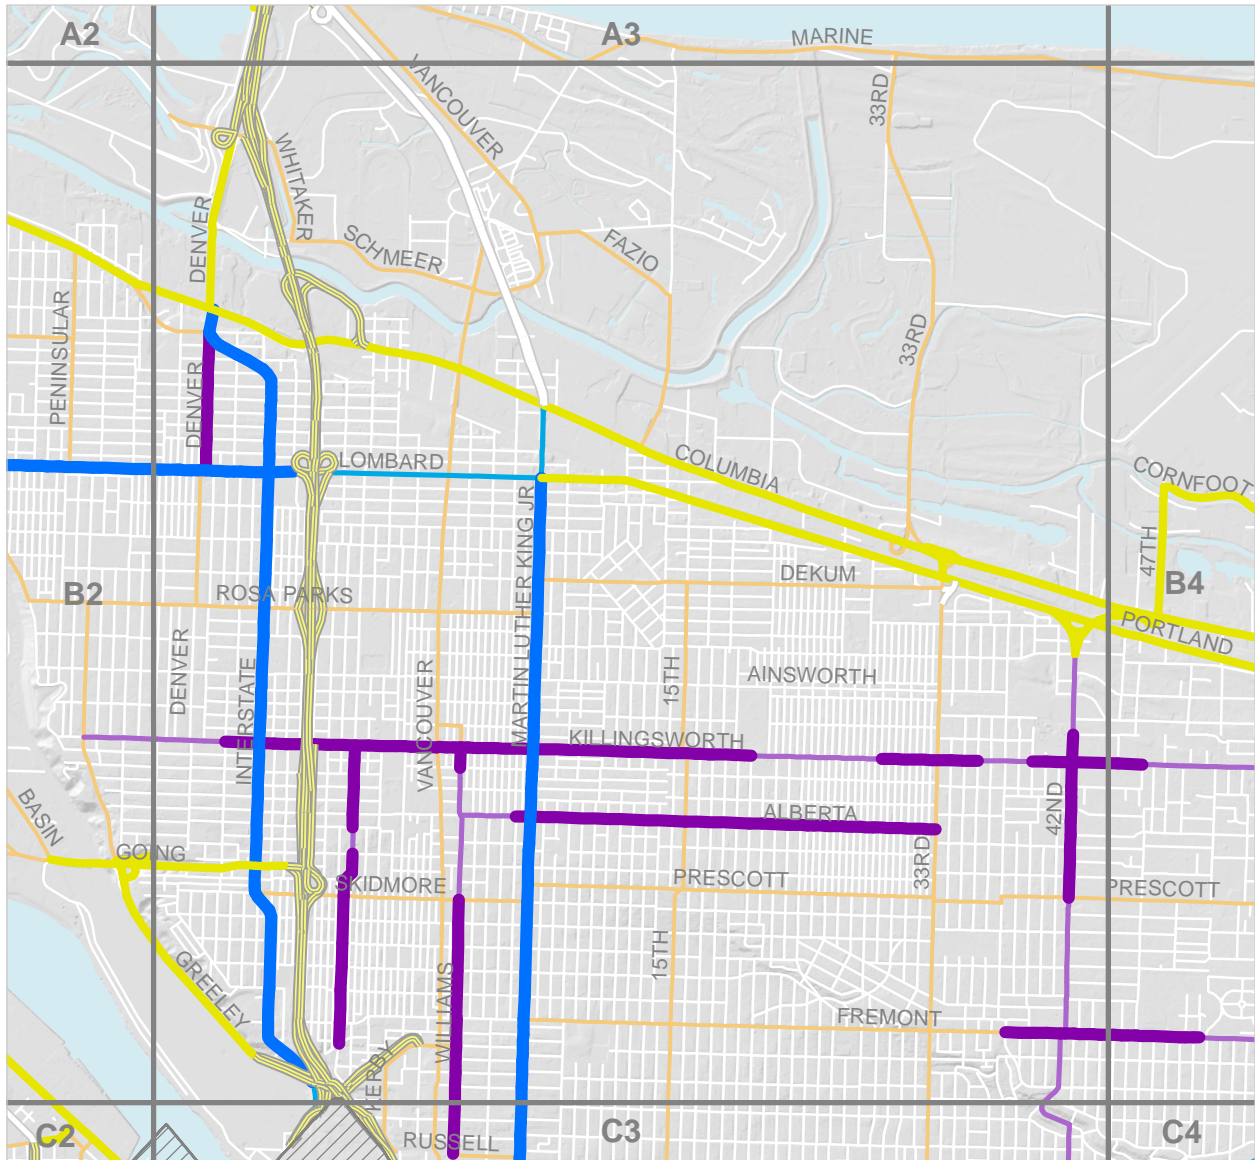 A2
A3
MARINE
VANCOUVER
33RD
WHITAKER
DENVER
SCHMEER
FAZIO
PENINSULAR
33RD
DENVER
LOMBARD
COLUMBIA
CORNFOOT
MARTIN LUTHER KING JR
47TH
DEKUM
B2
ROSA PARKS
B4
PORTLAND
DENVER
INTERSTATE
VANCOUVER
15TH
AINSWORTH
KILLINGSWORTH
BASIN
ALBERTA
42ND
GOING
33RD
SKIDMORE
PRESCOTT
PRESCOTT
15TH
GREELEY
WILLIAMS
FREMONT
KERBY
C2
RUSSELL
C3
C4